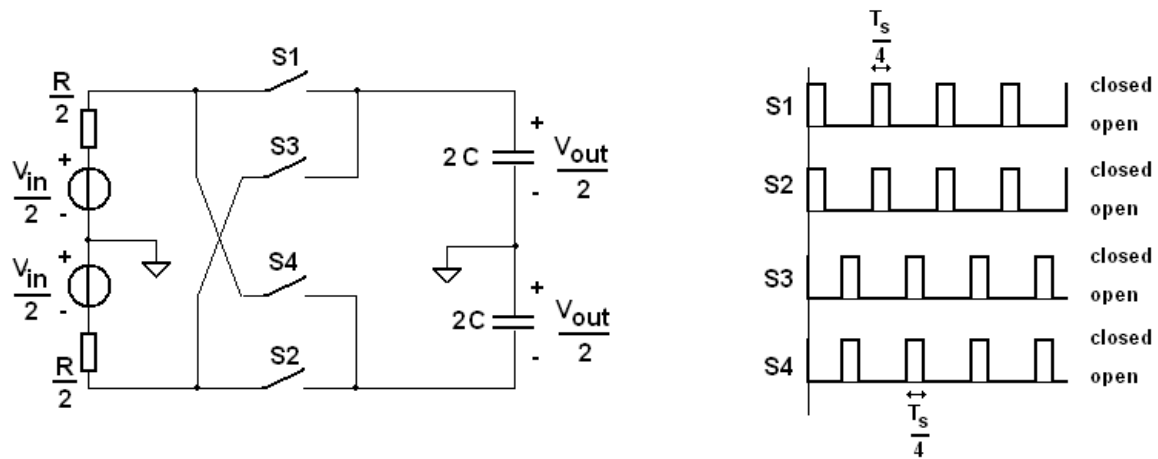 S1
R/2
+
V_in/2
-
+
V_in/2
-
R/2
S3
S4
S2
2 C
+
V_out/2
-
2C
+
V_out/2
-
T_s/4
S1
closed
open
S2
closed
open
S3
closed
open
S4
closed
open
T_s/4